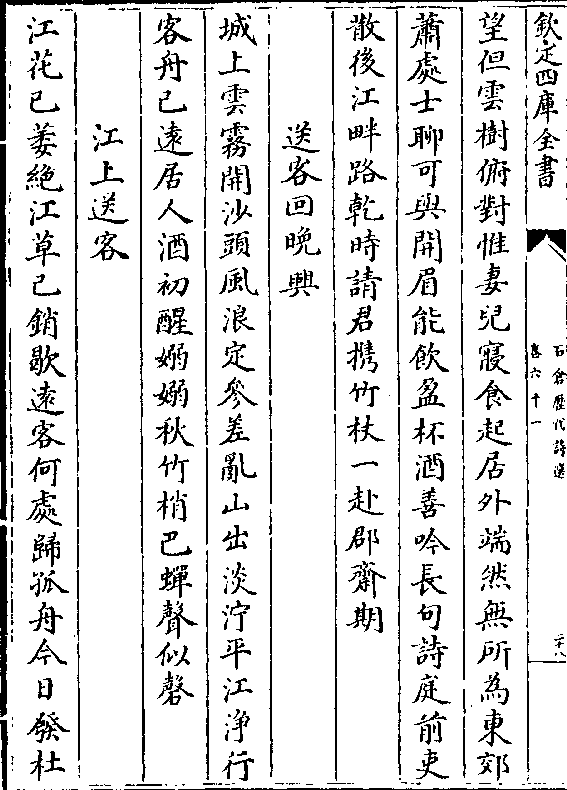 欽定四庫全書
石倉歷代詩選
卷六十一
二十八
望但雲樹俯對惟妻兒寢食起居外端然無所為東郊
蕭處士聊可與開眉能飲盈杯酒善吟長句詩庭前吏
散後江畔路乾時請君携竹杖一赴郡齋期
送客回晚興
城上雲霧開沙頭風浪定參差亂山出淡泞平江淨行
客舟已遠居人酒初醒嫋嫋秋竹梢巴蟬聲似磬
江上送客
江花已萎絶江草已銷歇遠客何處歸孤舟今日發杜